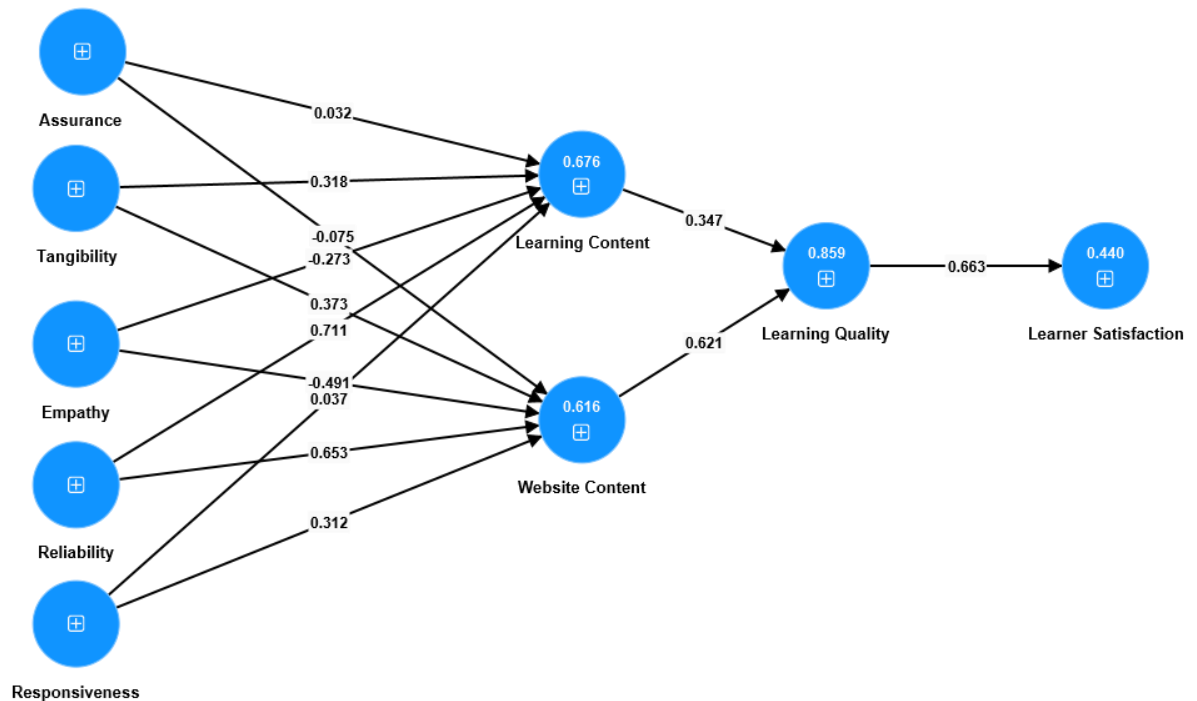 Assurance
0.032
0.676
Tangibility
0.318
Learning Content
-0.075
-0.273
0.347
0.859
Learning Quality
0.663
0.440
Learner Satisfaction
Empathy
0.373
0.711
0.621
-0.491
0.037
0.616
Website Content
Reliability
0.653
0.312
Responsiveness